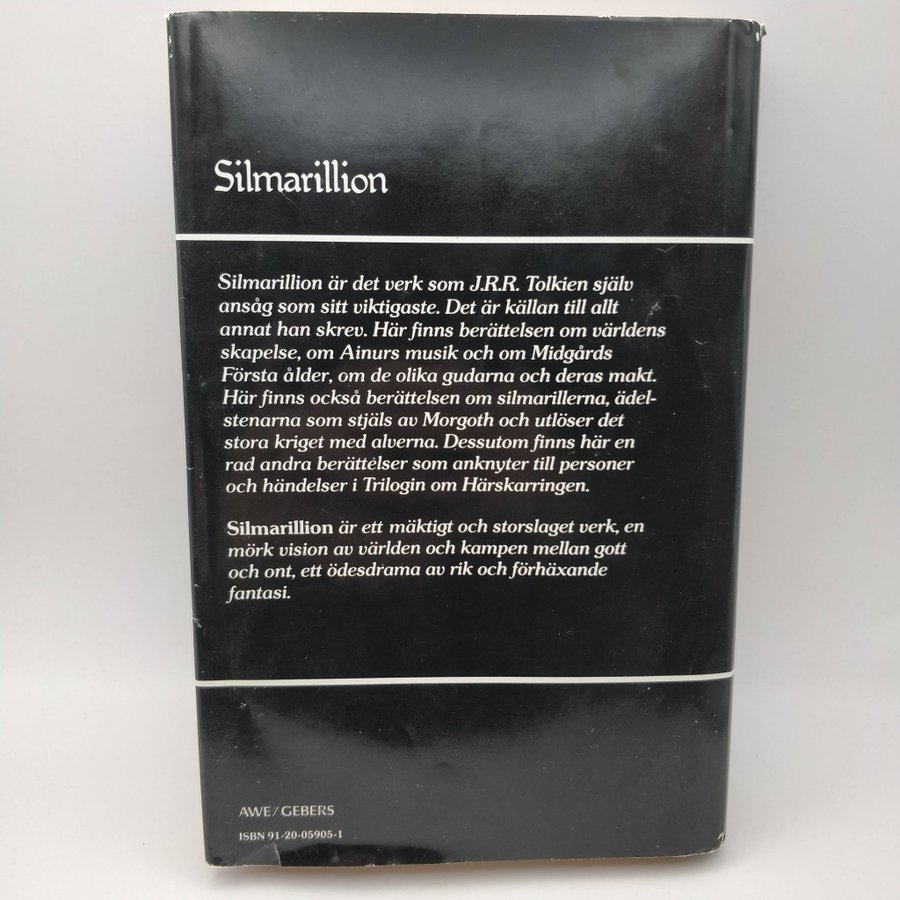 Silmarillion
Silmarillion är det verk som J.R.R. Tolkien själv
ansåg som sitt viktigaste. Det är källan till allt
annat han skrev. Här finns berättelsen om världens
skapelse, om Ainurs musik och om Midgårds
Första ålder, om de olika gudarna och deras makt.
Här finns också berättelsen om silmarillerna, ädel-
stenarna som stjäls av Morgoth och utlöser det
stora kriget med alverna. Dessutom finns här en
rad andra berättelser som anknyter till personer
och händelser i Trilogin om Härskarringen.
Silmarillion är ett mäktigt och storslaget verk, en
mörk vision av världen och kampen mellan gott
och ont, ett ödesdrama av rik och förhäxande
fantasi.
AWE/GEBERS
ISBN 91-20-05905-1